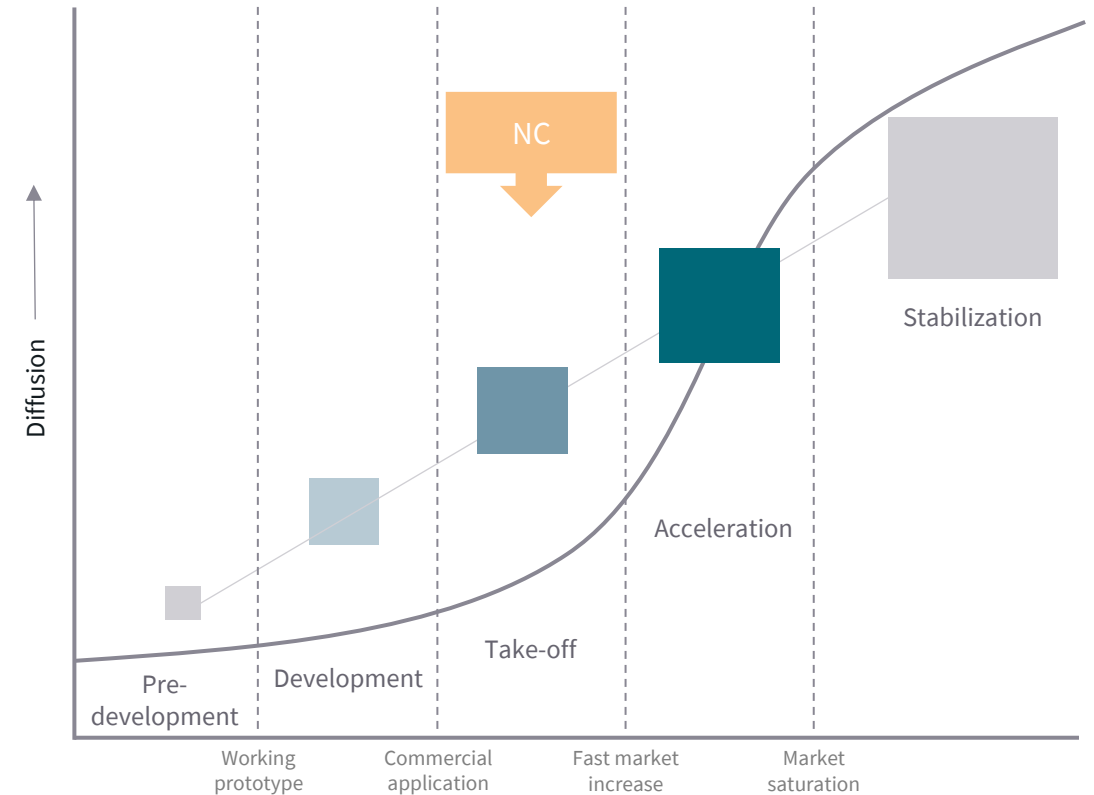 NC
Diffusion
Stabilization
Acceleration
Take-off
Development
Pre-
development
Working
prototype
Commercial
application
Fast market
increase
Market
saturation